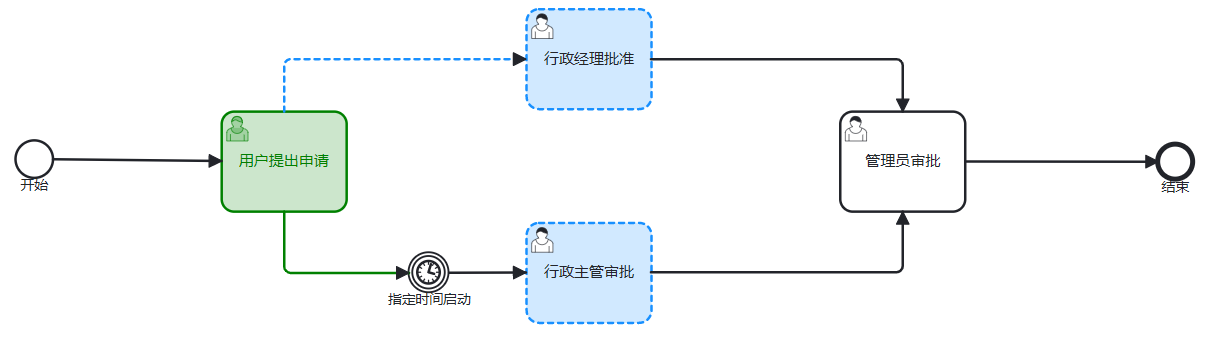 行政经理批准
用户提出申请
管理员审批
开始
结束
行政主管审批
指定时间启动